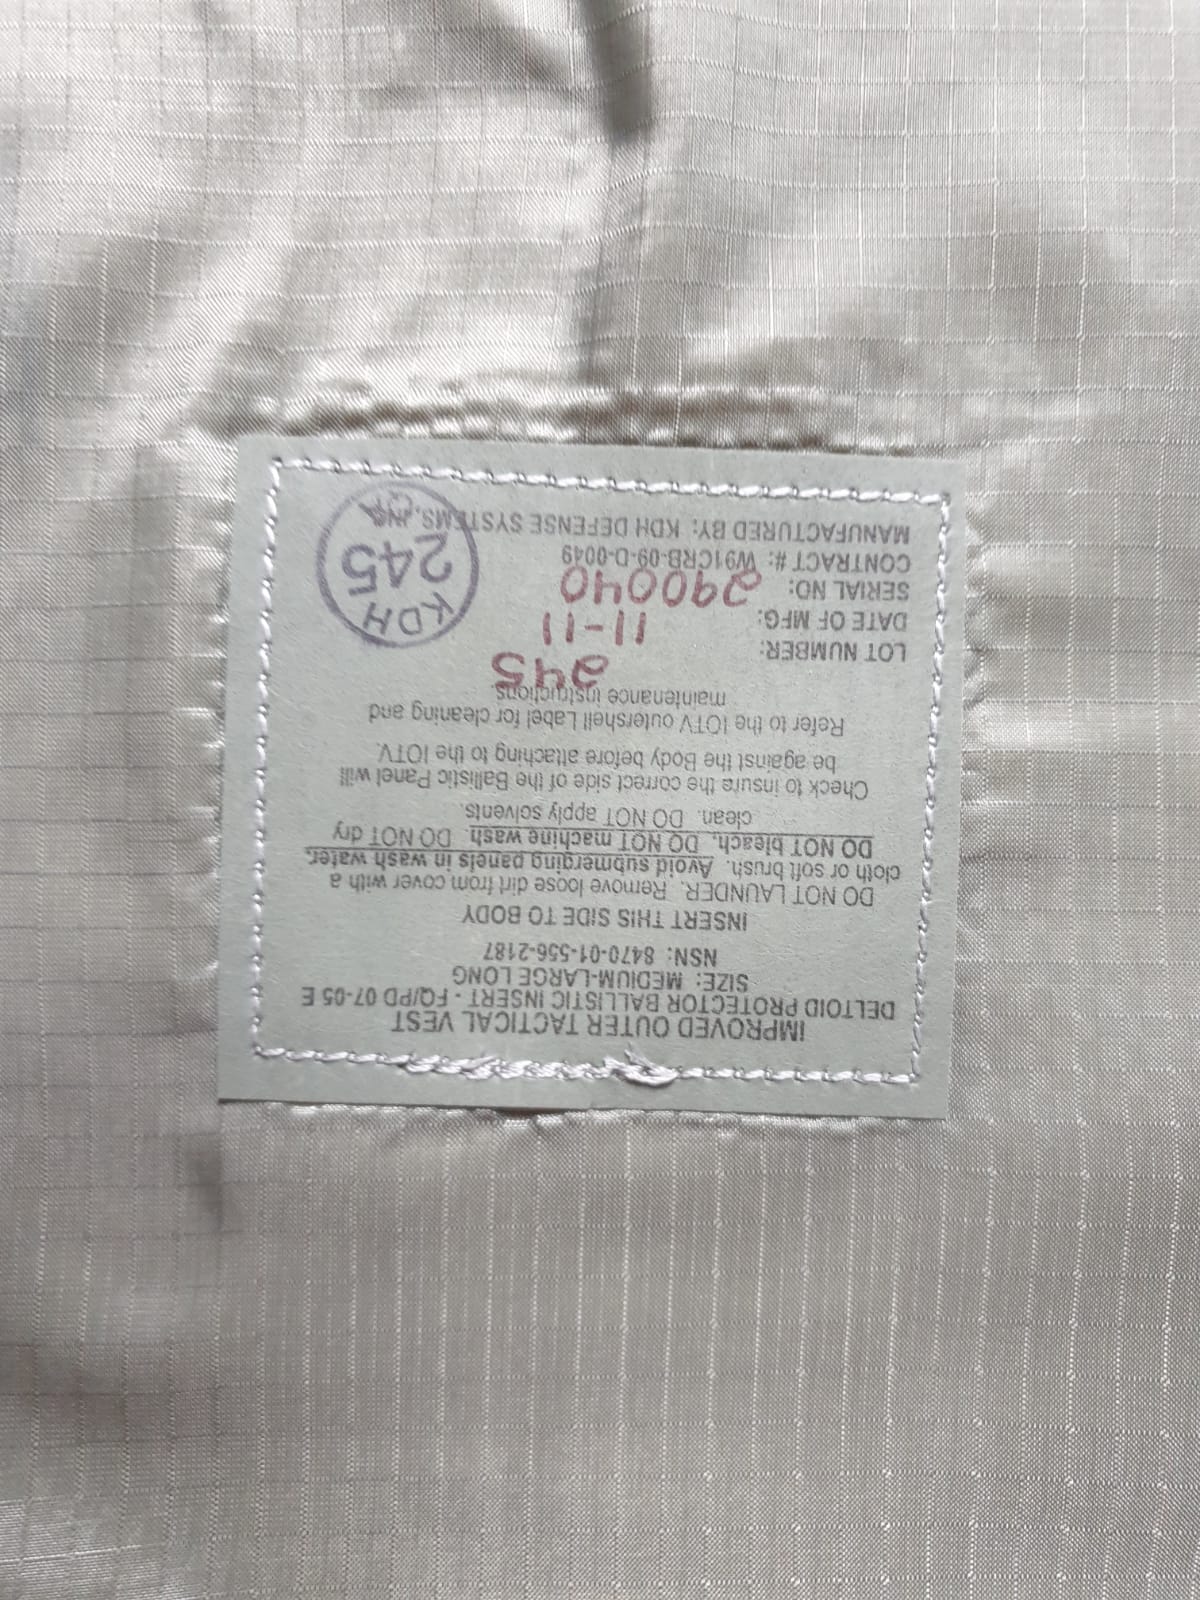 IMPROVED OUTER TACTICAL VEST
DELTOID PROTECTOR BALLISTIC INSERT - FQ/PD 07-05 E
SIZE: MEDIUM-LARGE LONG
NSN: 8470-01-556-2187
INSERT THIS SIDE TO BODY
DO NOT LAUNDER. Remove loose dirt from cover with a
cloth or soft brush. Avoid submerging panels in wash water.
DO NOT bleach. DO NOT machine wash. DO NOT dry
clean. DO NOT apply solvents.
Check to insure the correct side of the Ballistic Panel will
be against the Body before attaching to the IOTV.
Refer to the IOTV outershell Label for cleaning and
maintenance instructions.
LOT NUMBER: 245
DATE OF MFG: 11-11
SERIAL NO: 290040
CONTRACT #: W91CRB-09-D-0049
MANUFACTURED BY: KDH DEFENSE SYSTEMS, INC.
KDH
245